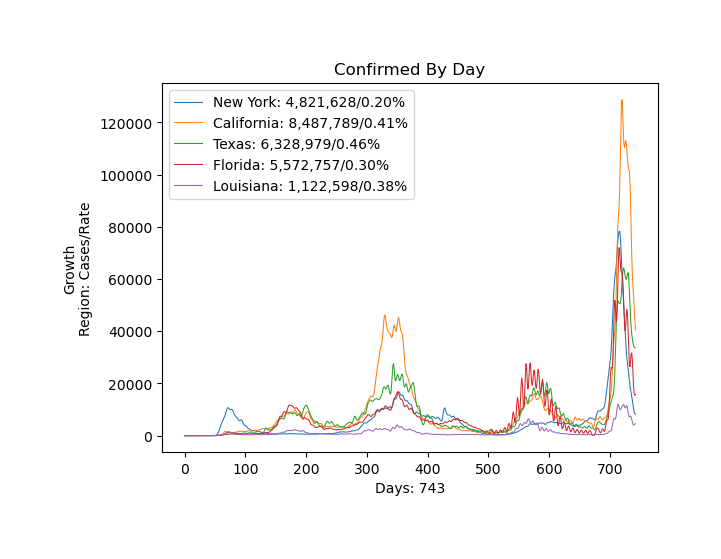 Confirmed By Day
New York: 4,821,628/0.20%
California: 8,487,789/0.41%
Texas: 6,328,979/0.46%
Florida: 5,572,757/0.30%
Louisiana: 1,122,598/0.38%
Growth
Region: Cases/Rate
120000
100000
80000
60000
40000
20000
0
0 100 200 300 400 500 600 700
Days: 743